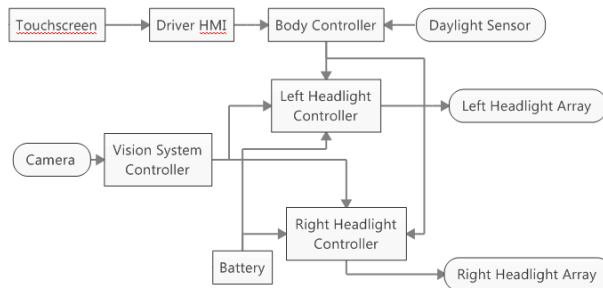 Touchscreen
Driver HMI
Body Controller
Daylight Sensor
Left Headlight
Controller
Left Headlight Array
Camera
Vision System
Controller
Right Headlight
Controller
Battery
Right Headlight Array